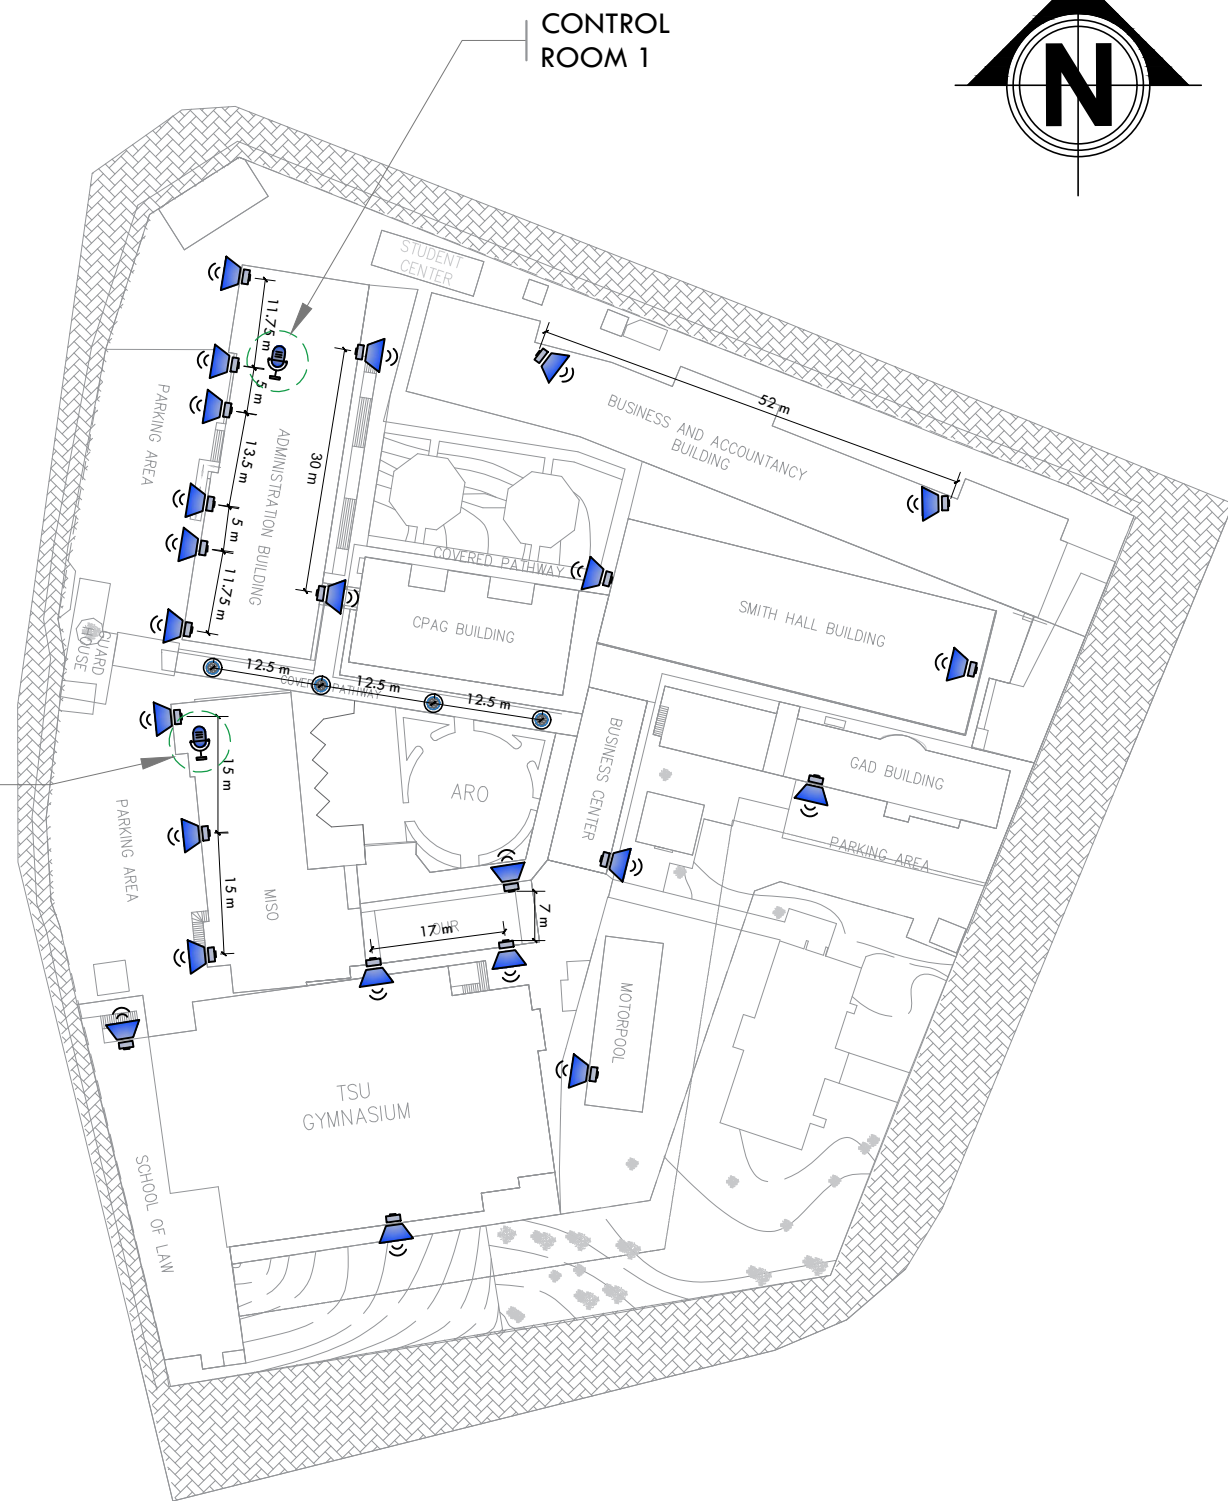 CONTROL
ROOM 1
N
STUDENT
CENTER
11.75 m
5 m
13.5 m
5 m
11.75 m
30 m
52 m
PARKING AREA
ADMINISTRATION BUILDING
BUSINESS AND ACCOUNTANCY
BUILDING
COVERED PATHWAY
CPAG BUILDING
SMITH HALL BUILDING
GUARD
HOUSE
12.5 m
12.5 m
12.5 m
COVERED PATHWAY
15 m
15 m
PARKING AREA
MISO
ARO
BUSINESS CENTER
GAD BUILDING
PARKING AREA
7 m
17 m
OHR
MOTORPOOL
TSU
GYMNASIUM
SCHOOL OF LAW